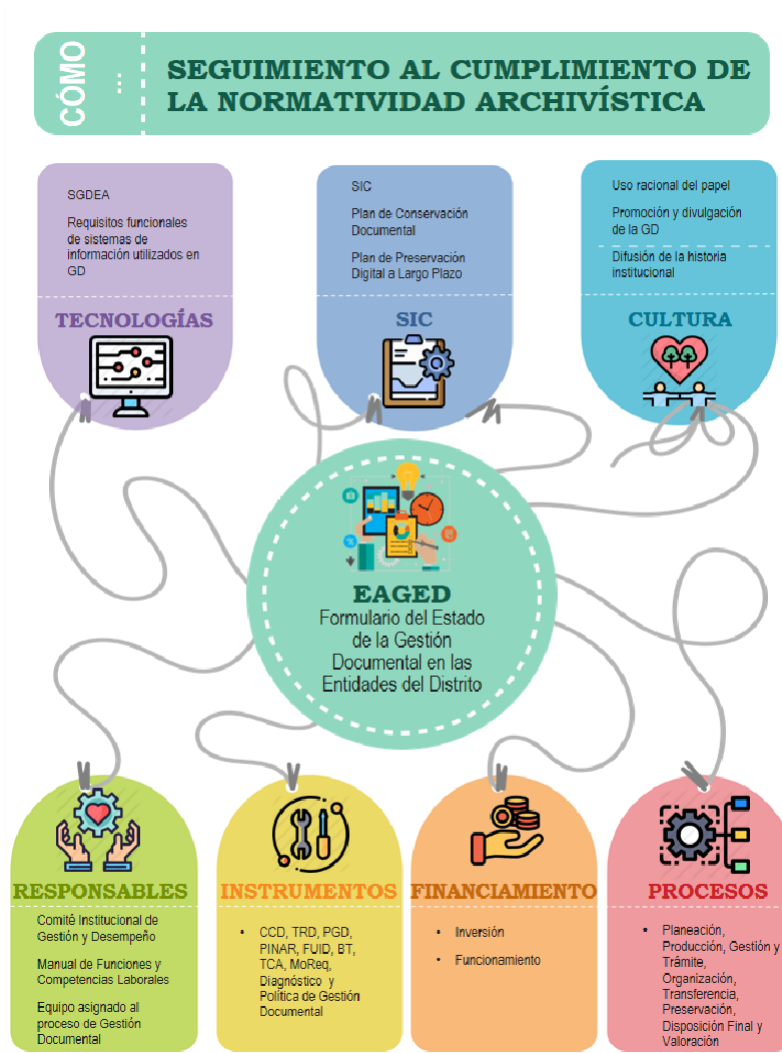 CÓMO
...
SEGUIMIENTO AL CUMPLIMIENTO DE
LA NORMATIVIDAD ARCHIVÍSTICA
SGDEA
Requisitos funcionales
de sistemas de
información utilizados en
GD
TECNOLOGÍAS
SIC
Plan de Conservación
Documental
Plan de Preservación
Digital a Largo Plazo
SIC
Uso racional del papel
Promoción y divulgación
de la GD
Difusión de la historia
institucional
CULTURA
EAGED
Formulario del Estado
de la Gestión
Documental en las
Entidades del Distrito
RESPONSABLES
Comité Institucional de
Gestión y Desempeño
Manual de Funciones y
Competencias Laborales
Equipo asignado al
proceso de Gestión
Documental
INSTRUMENTOS
• CCD, TRD, PGD,
PINAR, FUID, BT,
TCA, MoReq,
Diagnóstico y
Política de Gestión
Documental
FINANCIAMIENTO
• Inversión
• Funcionamiento
PROCESOS
• Planeación,
Producción, Gestión y
Trámite,
Organización,
Transferencia,
Preservación,
Disposición Final y
Valoración